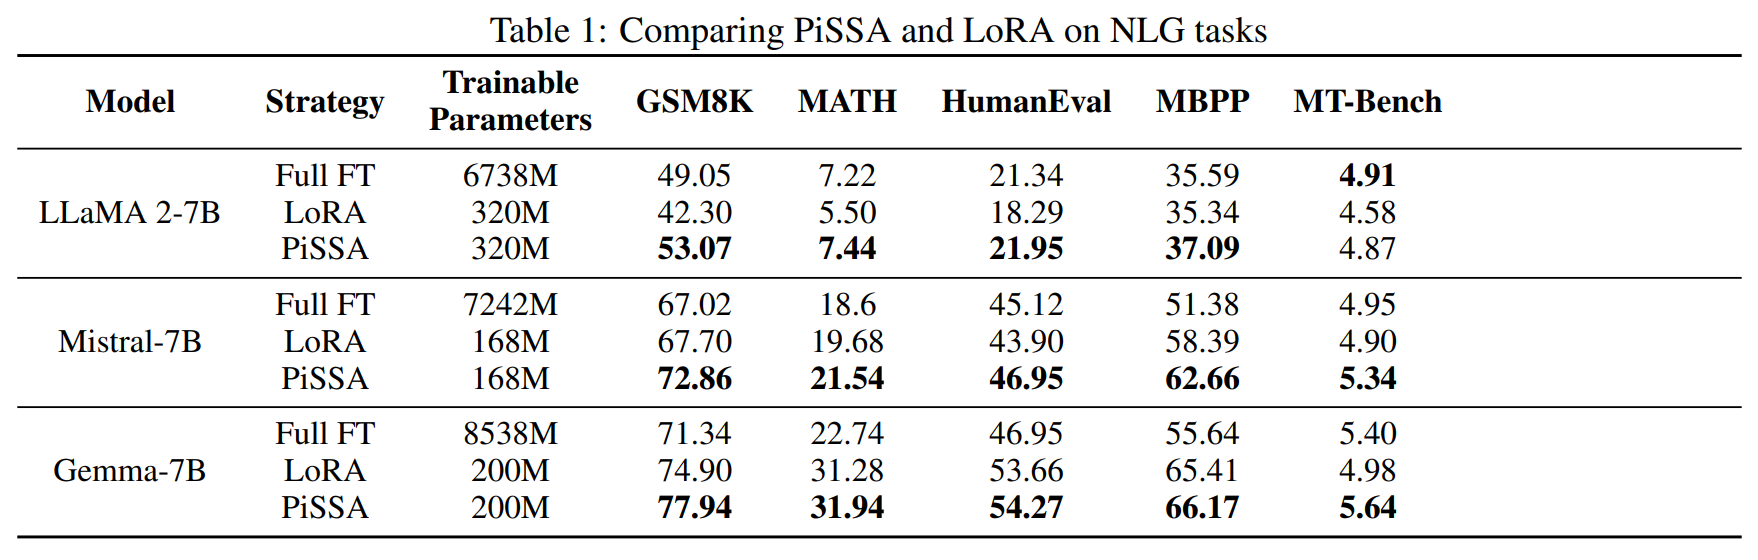 Table 1: Comparing PiSSA and LoRA on NLG tasks
Model Strategy Trainable Parameters GSM8K MATH HumanEval MBPP MT-Bench
LLaMA 2-7B
Full FT 6738M 49.05 7.22 21.34 35.59 4.91
LoRA 320M 42.30 5.50 18.29 35.34 4.58
PiSSA 320M 53.07 7.44 21.95 37.09 4.87
Mistral-7B
Full FT 7242M 67.02 18.6 45.12 51.38 4.95
LoRA 168M 67.70 19.68 43.90 58.39 4.90
PiSSA 168M 72.86 21.54 46.95 62.66 5.34
Gemma-7B
Full FT 8538M 71.34 22.74 46.95 55.64 5.40
LoRA 200M 74.90 31.28 53.66 65.41 4.98
PiSSA 200M 77.94 31.94 54.27 66.17 5.64